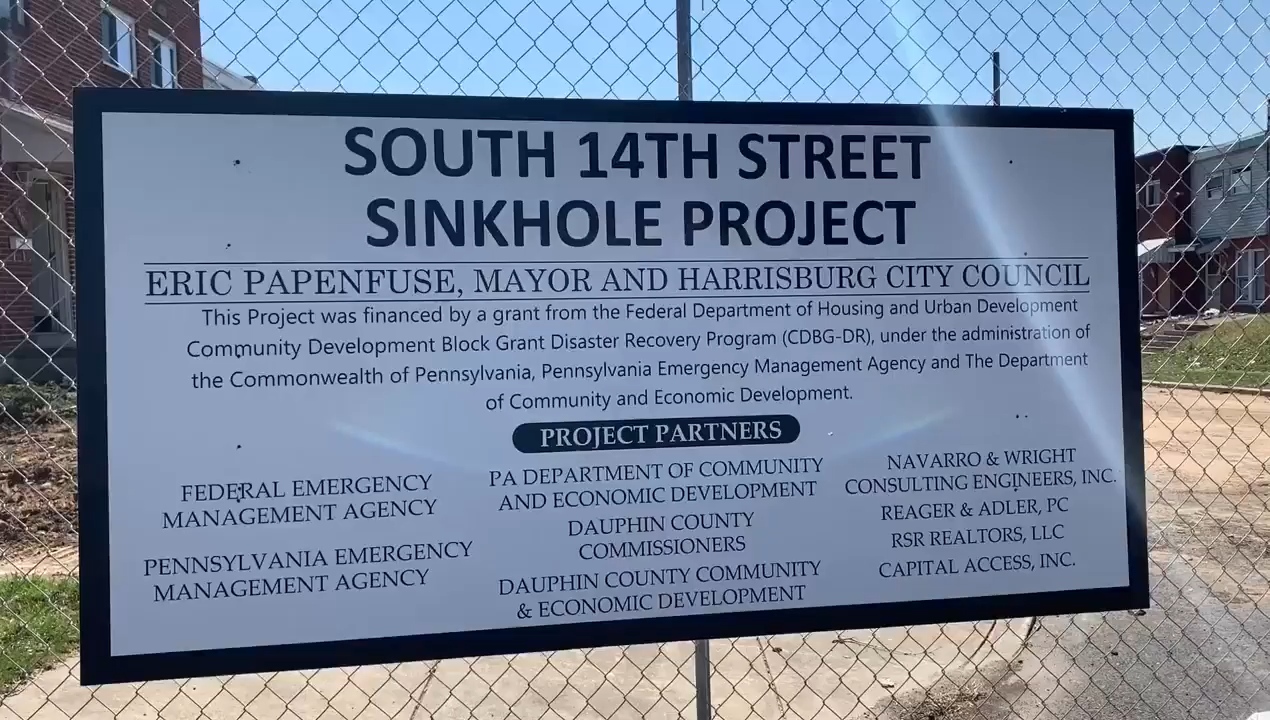 SOUTH 14TH STREET
SINKHOLE PROJECT
ERIC PAPENFUSE, MAYOR AND HARRISBURG CITY COUNCIL
This Project was financed by a grant from the Federal Department of Housing and Urban Development
Community Development Block Grant Disaster Recovery Program (CDBG-DR), under the administration of
the Commonwealth of Pennsylvania, Pennsylvania Emergency Management Agency and The Department
of Community and Economic Development.
PROJECT PARTNERS
FEDERAL EMERGENCY
MANAGEMENT AGENCY
PENNSYLVANIA EMERGENCY
MANAGEMENT AGENCY
PA DEPARTMENT OF COMMUNITY
AND ECONOMIC DEVELOPMENT
DAUPHIN COUNTY
COMMISSIONERS
DAUPHIN COUNTY COMMUNITY
& ECONOMIC DEVELOPMENT
NAVARRO & WRIGHT
CONSULTING ENGINEERS, INC.
REAGER & ADLER, PC
RSR REALTORS, LLC
CAPITAL ACCESS, INC.